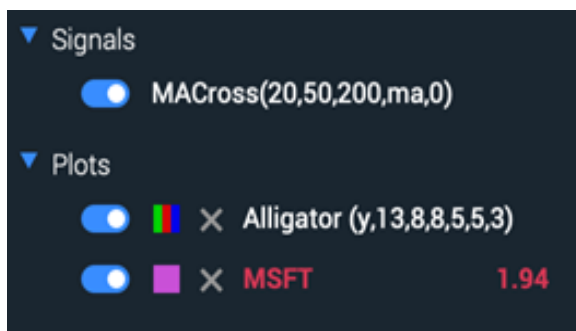 Signals
MACross(20,50,200,ma,0)
Plots
Alligator (y,13,8,8,5,5,3)
MSFT 1.94